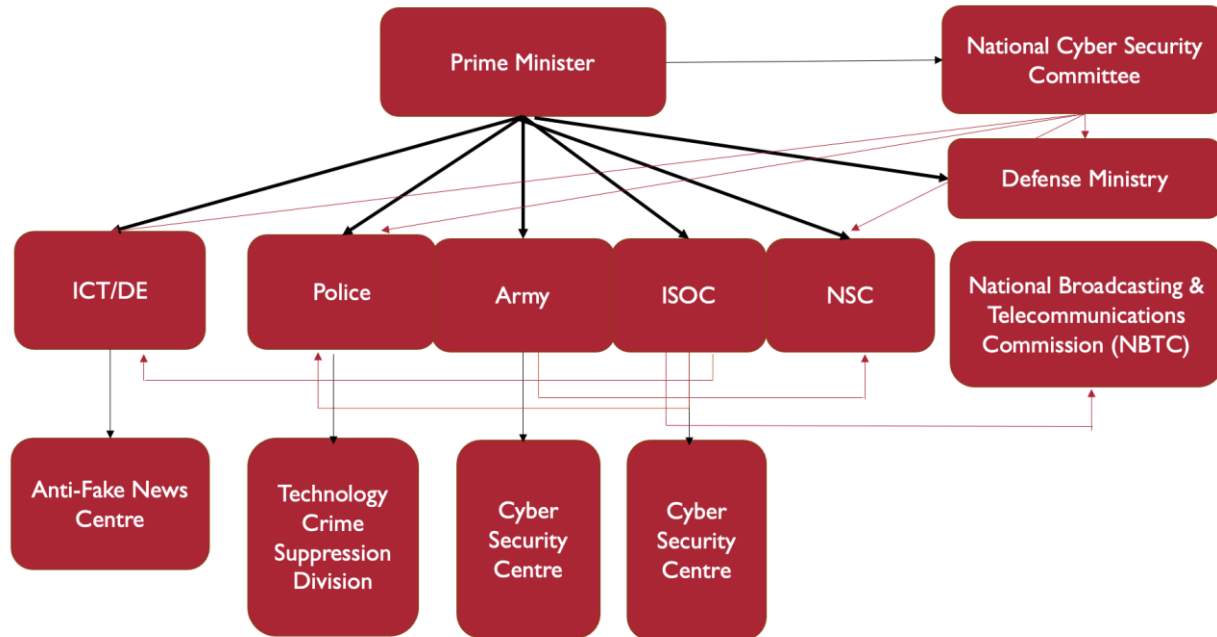 Prime Minister
National Cyber Security
Committee
Defense Ministry
ICT/DE
Police
Army
ISOC
NSC
National Broadcasting &
Telecommunications
Commission (NBTC)
Anti-Fake News
Centre
Technology
Crime
Suppression
Division
Cyber
Security
Centre
Cyber
Security
Centre